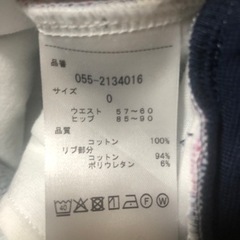 品番
055-2134016
サイズ
0
ウエスト 57~60
ヒップ 85~90
品質
コットン 100%
リブ部分
コットン 94%
ポリウレタン 6%